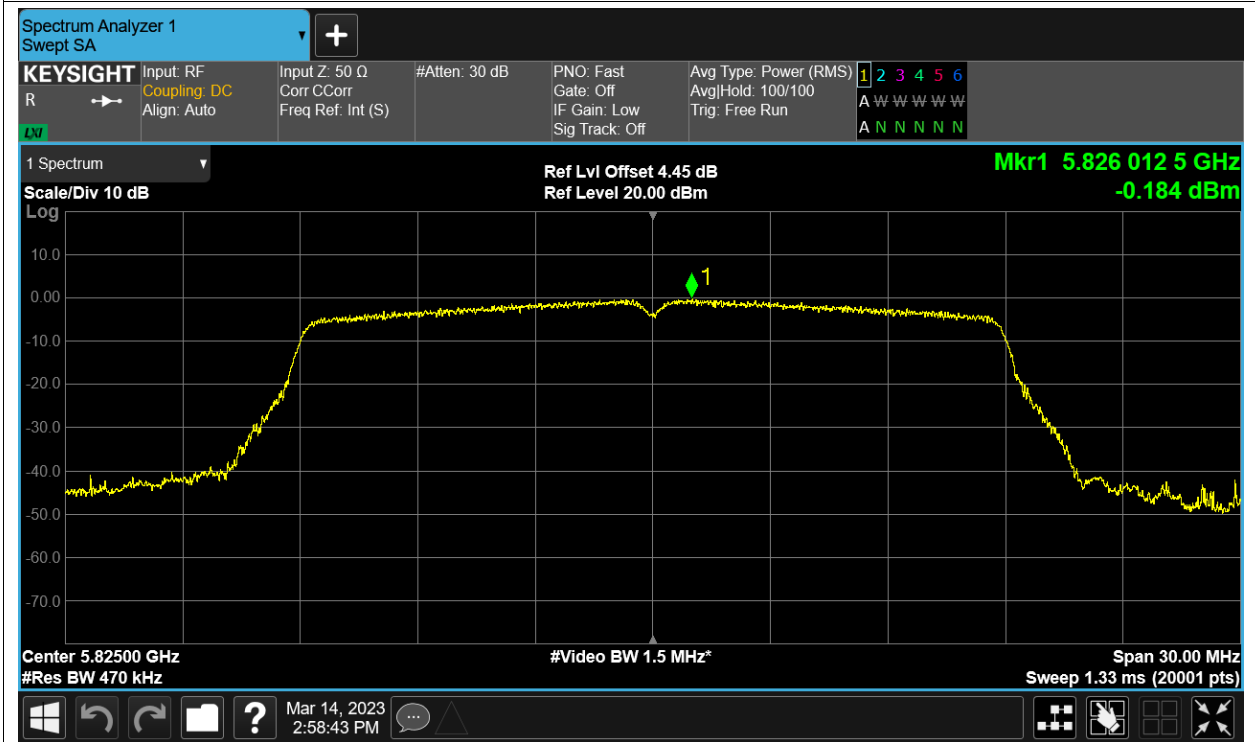 Spectrum Analyzer 1
Swept SA
+
KEYSIGHT
R
LXI
Input: RF
Coupling: DC
Align: Auto
Input Z: 50 Ω
Corr CCorr
Freq Ref: Int (S)
#Atten: 30 dB
PNO: Fast
Gate: Off
IF Gain: Low
Sig Track: Off
Avg Type: Power (RMS)
Avg|Hold: 100/100
Trig: Free Run
1 2 3 4 5 6
A W W W W W
A N N N N N
1 Spectrum
Scale/Div 10 dB
Log
Ref Lvl Offset 4.45 dB
Ref Level 20.00 dBm
Mkr1 5.826 012 5 GHz
-0.184 dBm
1
10.0
0.00
-10.0
-20.0
-30.0
-40.0
-50.0
-60.0
-70.0
Center 5.82500 GHz
#Res BW 470 kHz
#Video BW 1.5 MHz*
Span 30.00 MHz
Sweep 1.33 ms (20001 pts)
?
Mar 14, 2023
2:58:43 PM